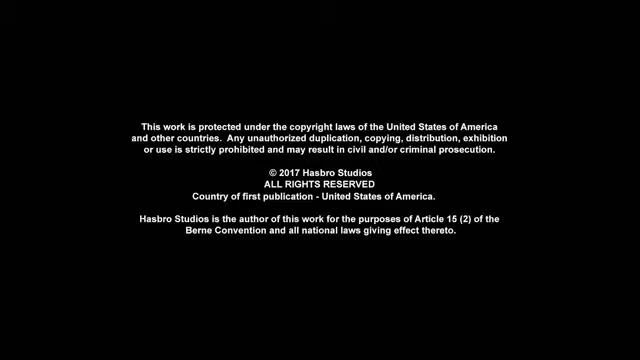 This work is protected under the copyright laws of the United States of America
and other countries.  Any unauthorized duplication, copying, distribution, exhibition
or use is strictly prohibited and may result in civil and/or criminal prosecution.
© 2017 Hasbro Studios
ALL RIGHTS RESERVED
Country of first publication - United States of America.
Hasbro Studios is the author of this work for the purposes of Article 15 (2) of the
Berne Convention and all national laws giving effect thereto.